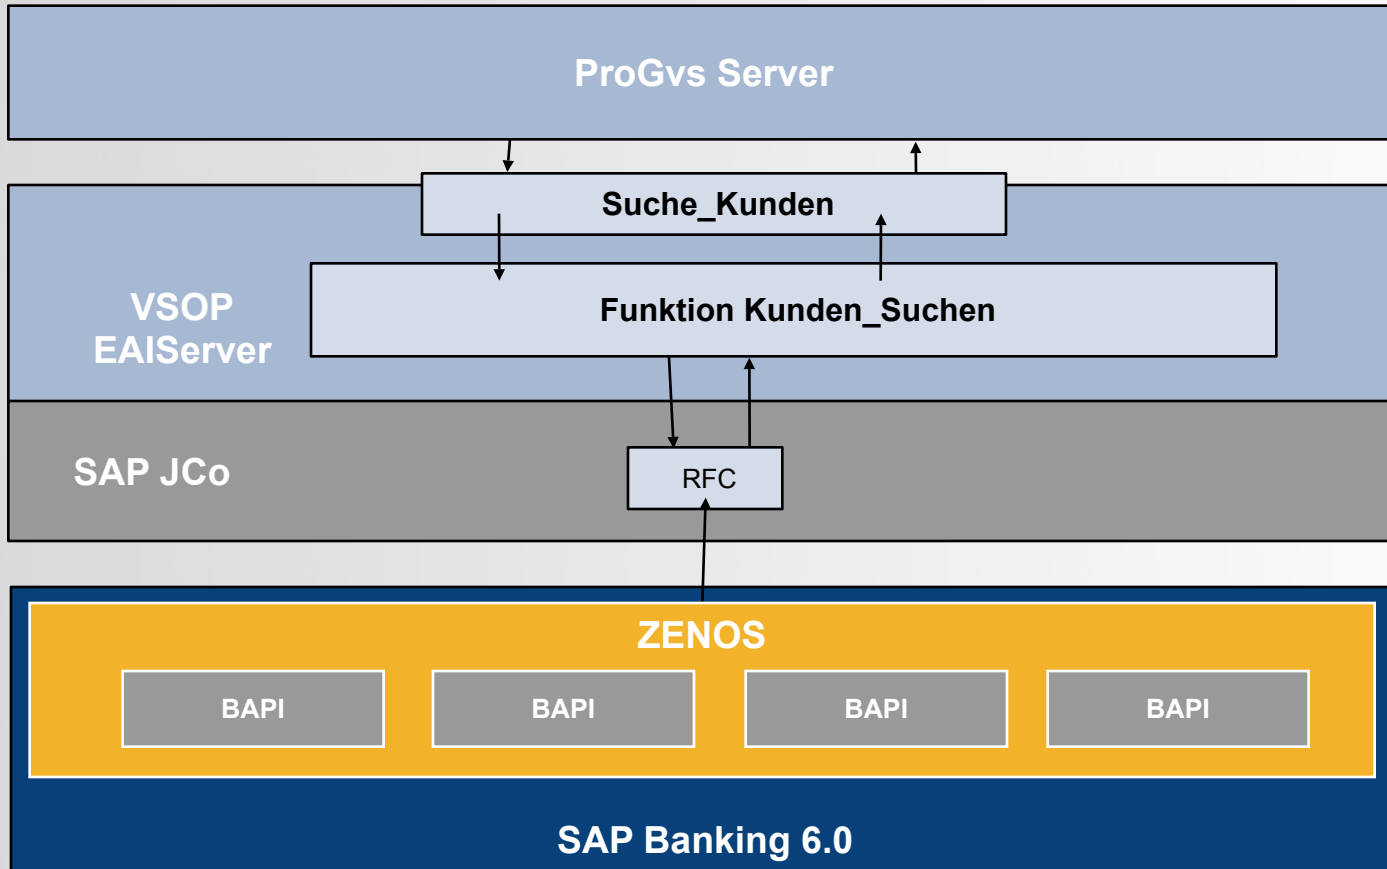 ProGvs Server
Suche_Kunden
VSOP
EAIServer
Funktion Kunden_Suchen
SAP JCo
RFC
ZENOS
BAPI
BAPI
BAPI
BAPI
SAP Banking 6.0